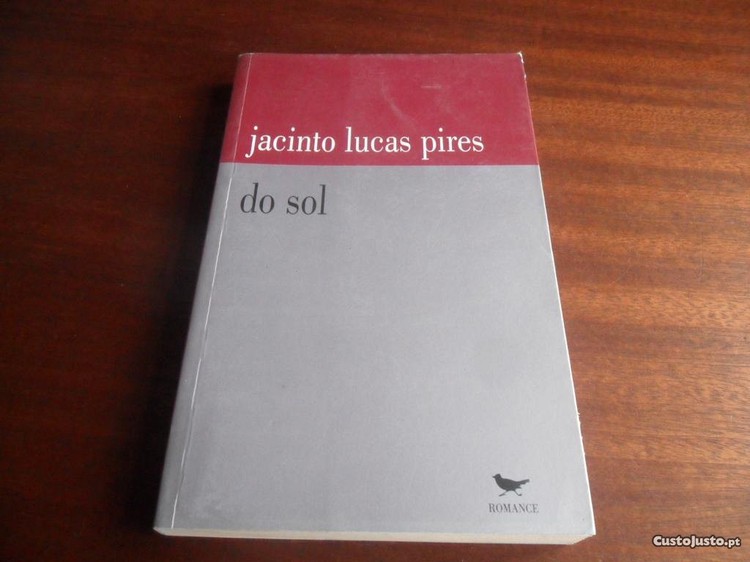 jacinto lucas pires
do sol
ROMANCE
CustoJusto.pt